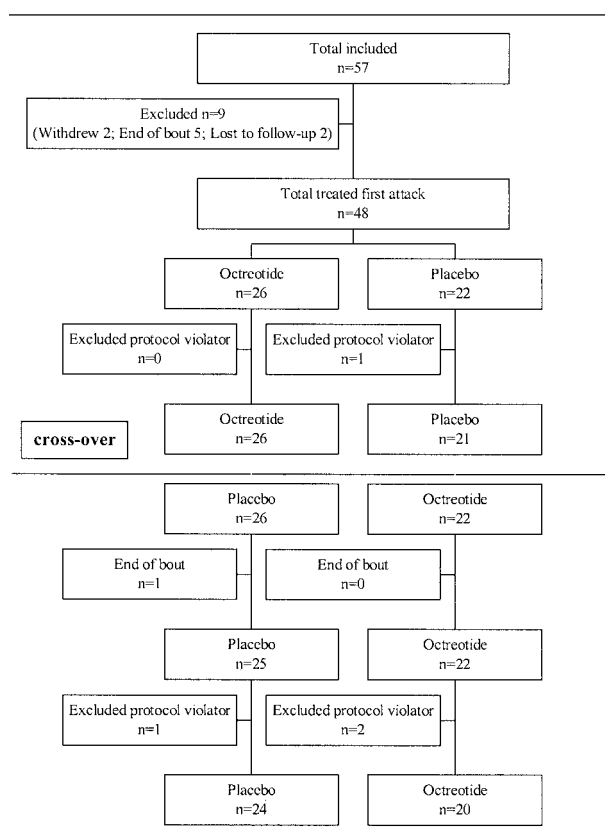 Total included
n=57
Excluded n=9
(Withdrew 2; End of bout 5; Lost to follow-up 2)
Total treated first attack
n=48
Octreotide
n=26
Placebo
n=22
Excluded protocol violator
n=0
Excluded protocol violator
n=1
Octreotide
n=26
Placebo
n=21
cross-over
Placebo
n=26
Octreotide
n=22
End of bout
n=1
End of bout
n=0
Placebo
n=25
Octreotide
n=22
Excluded protocol violator
n=1
Excluded protocol violator
n=2
Placebo
n=24
Octreotide
n=20